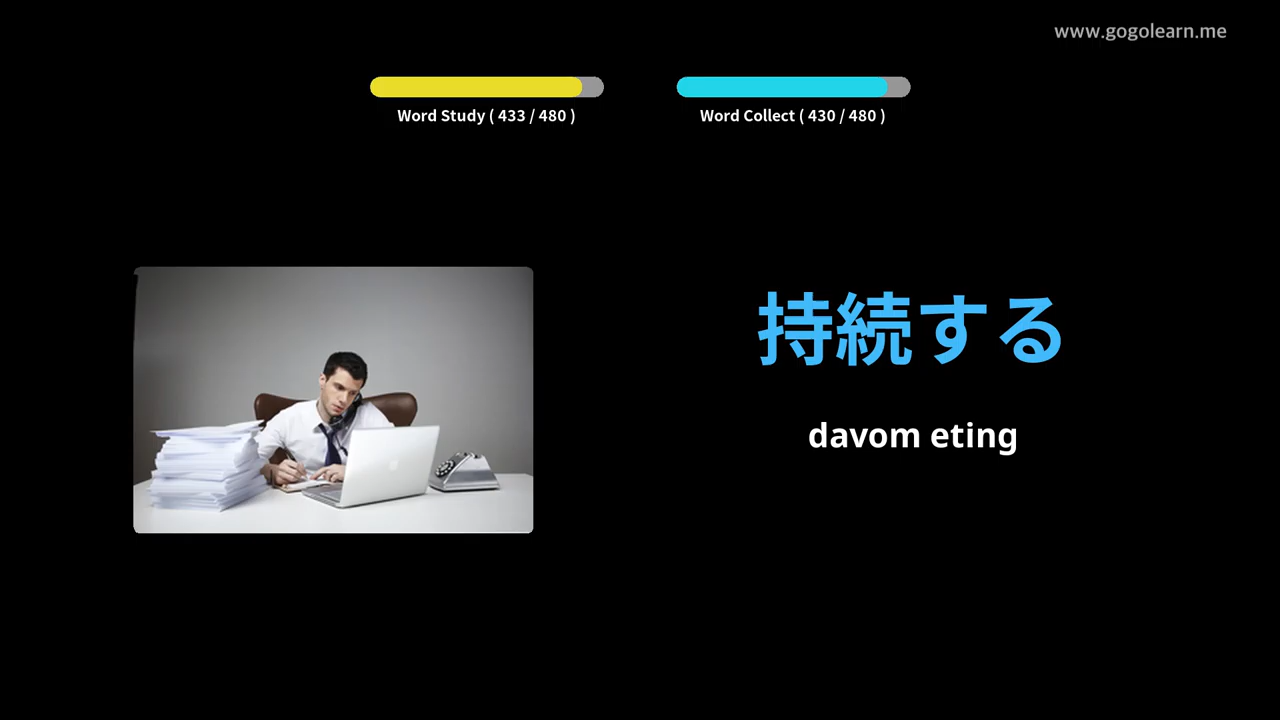 www.gogolearn.me
Word Study ( 433 / 480 )
Word Collect ( 430 / 480 )
持続する
davom eting